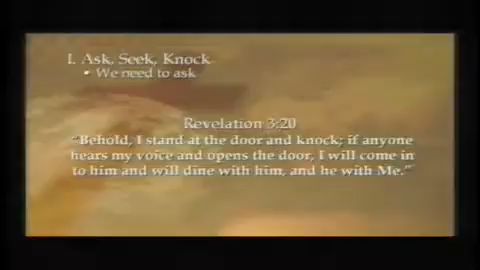 I. Ask, Seek, Knock
• We need to ask
Revelation 3:20
"Behold, I stand at the door and knock; if anyone
hears my voice and opens the door, I will come in
to him and will dine with him, and he with Me."